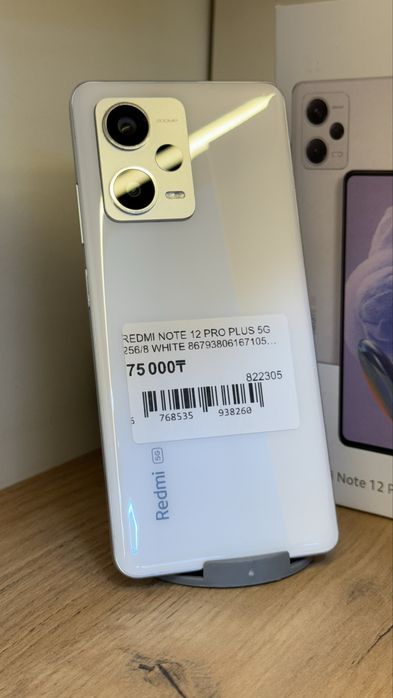 200MP
REDMI NOTE 12 PRO PLUS 5G
256/8 WHITE 86793806167105...
75 000₸
822305
768535 938260
Redmi 5G
Note 12 P